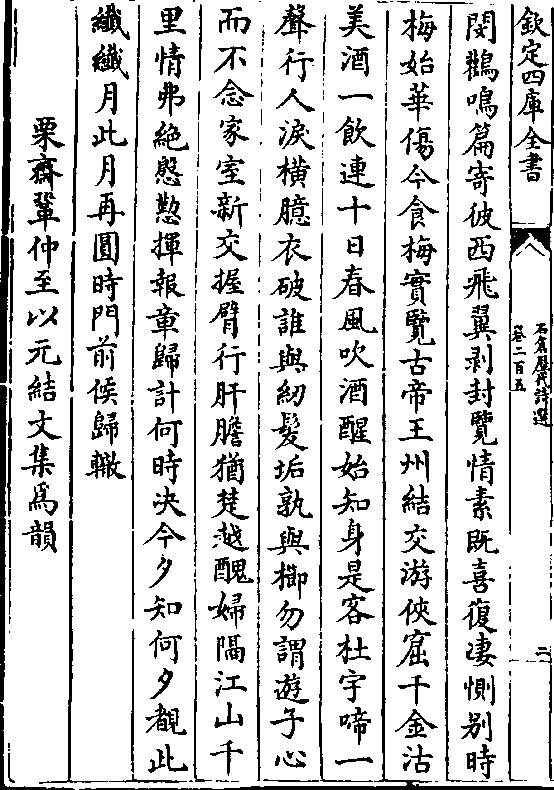 欽定四庫全書
石倉歷代詩選
卷二百五
二
閔鸛鳴篇寄彼西飛翼剥封覽情素既喜復凄惻别時
梅始華傷今食梅實覽古帝王州結交游俠窟千金沽
美酒一飲連十日春風吹酒醒始知身是客杜宇啼一
聲行人淚橫臆衣破誰與紉髮垢孰與櫛勿謂遊子心
而不念家室新交握臂行肝膽猶楚越醜婦隔江山千
里情弗絶慇懃揮報章歸計何時决今夕知何夕覩此
纖纖月此月再圓時門前候歸轍
栗齋鞏仲至以元結文集爲韻